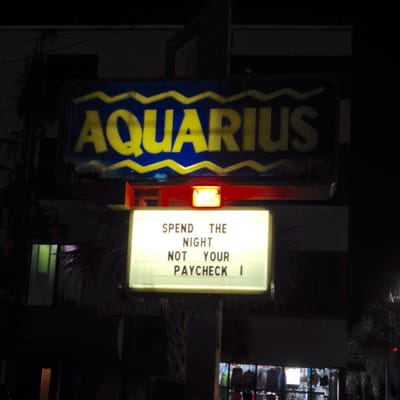 AQUARIUS
SPEND THE
NIGHT
NOT YOUR
PAYCHECK !